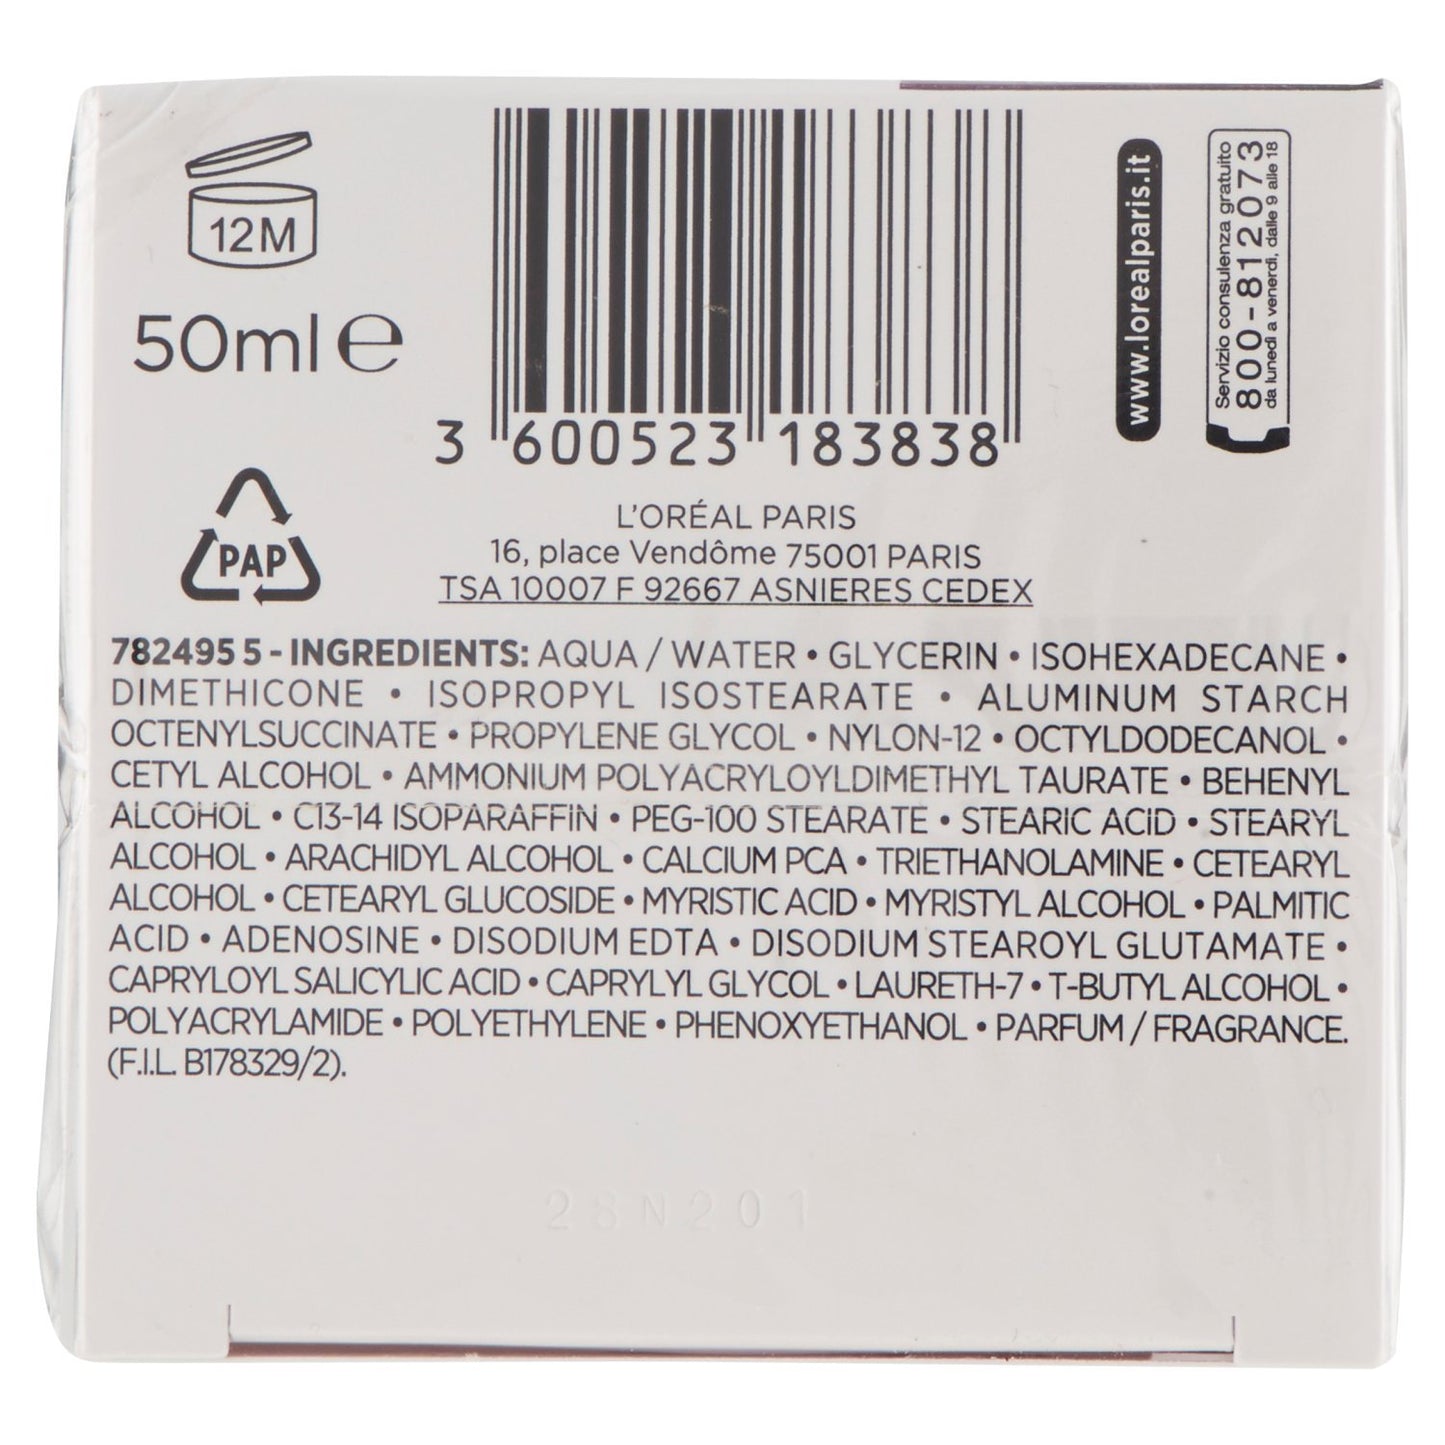 12M
50ml e
3 600523 183838
www.lorealparis.it
Servizio consulenza gratuito
800-812073
da lunedì a venerdì, dalle 9 alle 18
PAP
L'ORÉAL PARIS
16, place Vendôme 75001 PARIS
TSA 10007 F 92667 ASNIERES CEDEX
782495 5 - INGREDIENTS: AQUA / WATER • GLYCERIN • ISOHEXADECANE •
DIMETHICONE • ISOPROPYL ISOSTEARATE • ALUMINUM STARCH
OCTENYLSUCCINATE • PROPYLENE GLYCOL • NYLON-12 • OCTYLDODECANOL •
CETYL ALCOHOL • AMMONIUM POLYACRYLOYLDIMETHYL TAURATE • BEHENYL
ALCOHOL • C13-14 ISOPARAFFIN • PEG-100 STEARATE • STEARIC ACID • STEARYL
ALCOHOL • ARACHIDYL ALCOHOL • CALCIUM PCA • TRIETHANOLAMINE • CETEARYL
ALCOHOL • CETEARYL GLUCOSIDE • MYRISTIC ACID • MYRISTYL ALCOHOL • PALMITIC
ACID • ADENOSINE • DISODIUM EDTA • DISODIUM STEAROYL GLUTAMATE •
CAPRYLOYL SALICYLIC ACID • CAPRYLYL GLYCOL • LAURETH-7 • T-BUTYL ALCOHOL •
POLYACRYLAMIDE • POLYETHYLENE • PHENOXYETHANOL • PARFUM / FRAGRANCE.
(F.I.L. B178329/2).
28N201